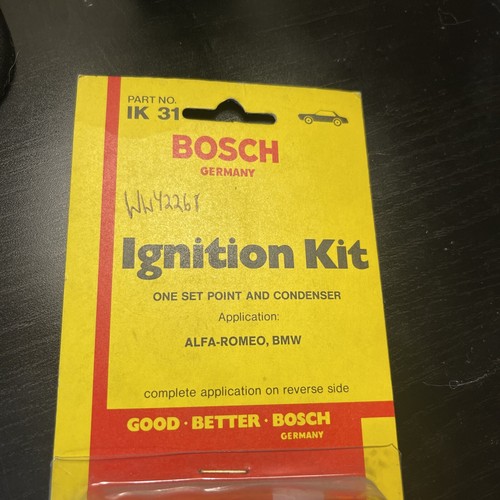 PART NO.
IK 31
BOSCH
GERMANY
Ignition Kit
ONE SET POINT AND CONDENSER
Application:
ALFA-ROMEO, BMW
complete application on reverse side
GOOD · BETTER · BOSCH
GERMANY